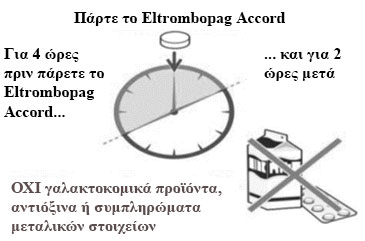 Πάρτε το Eltrombopag Accord
Για 4 ώρες
πριν πάρετε το
Eltrombopag
Accord...
... και για 2
ώρες μετά
ΟΧΙ γαλακτοκομικά προϊόντα,
αντιόξινα ή συμπληρώματα
μεταλικών στοιχείων